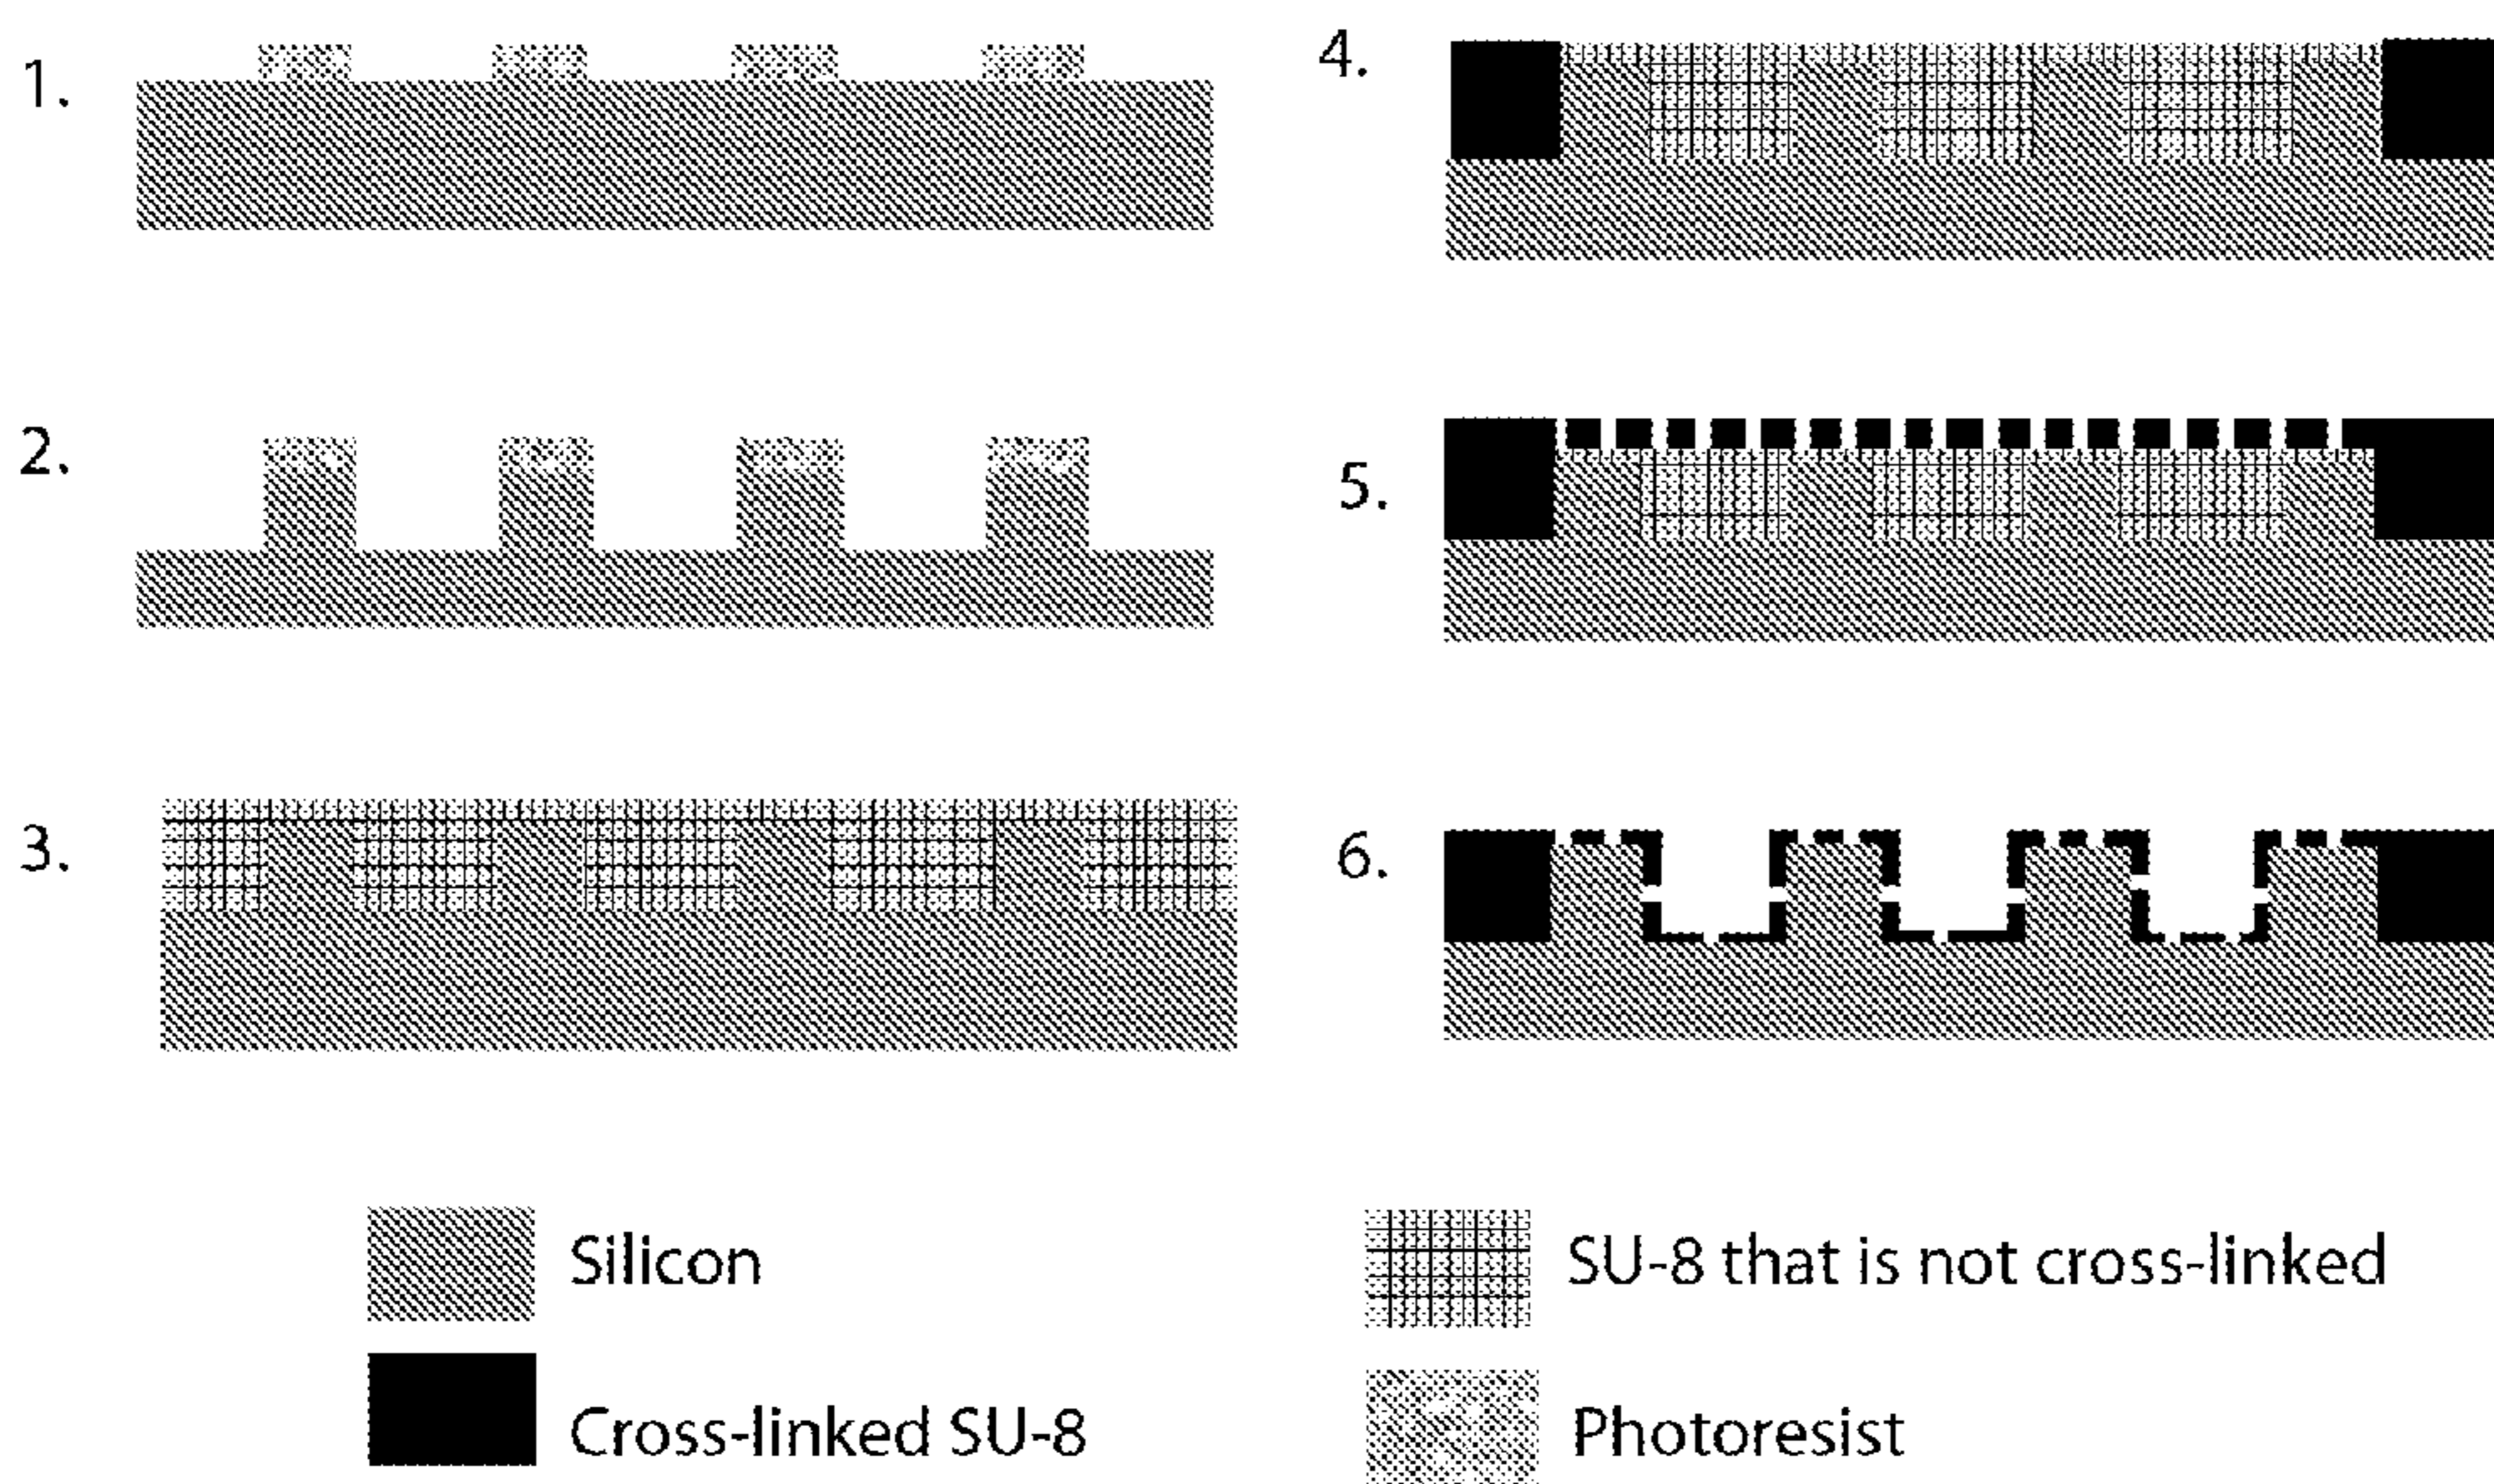 1.
2.
3.
4.
5.
6.
Silicon
Cross-linked SU-8
SU-8 that is not cross-linked
Photoresist